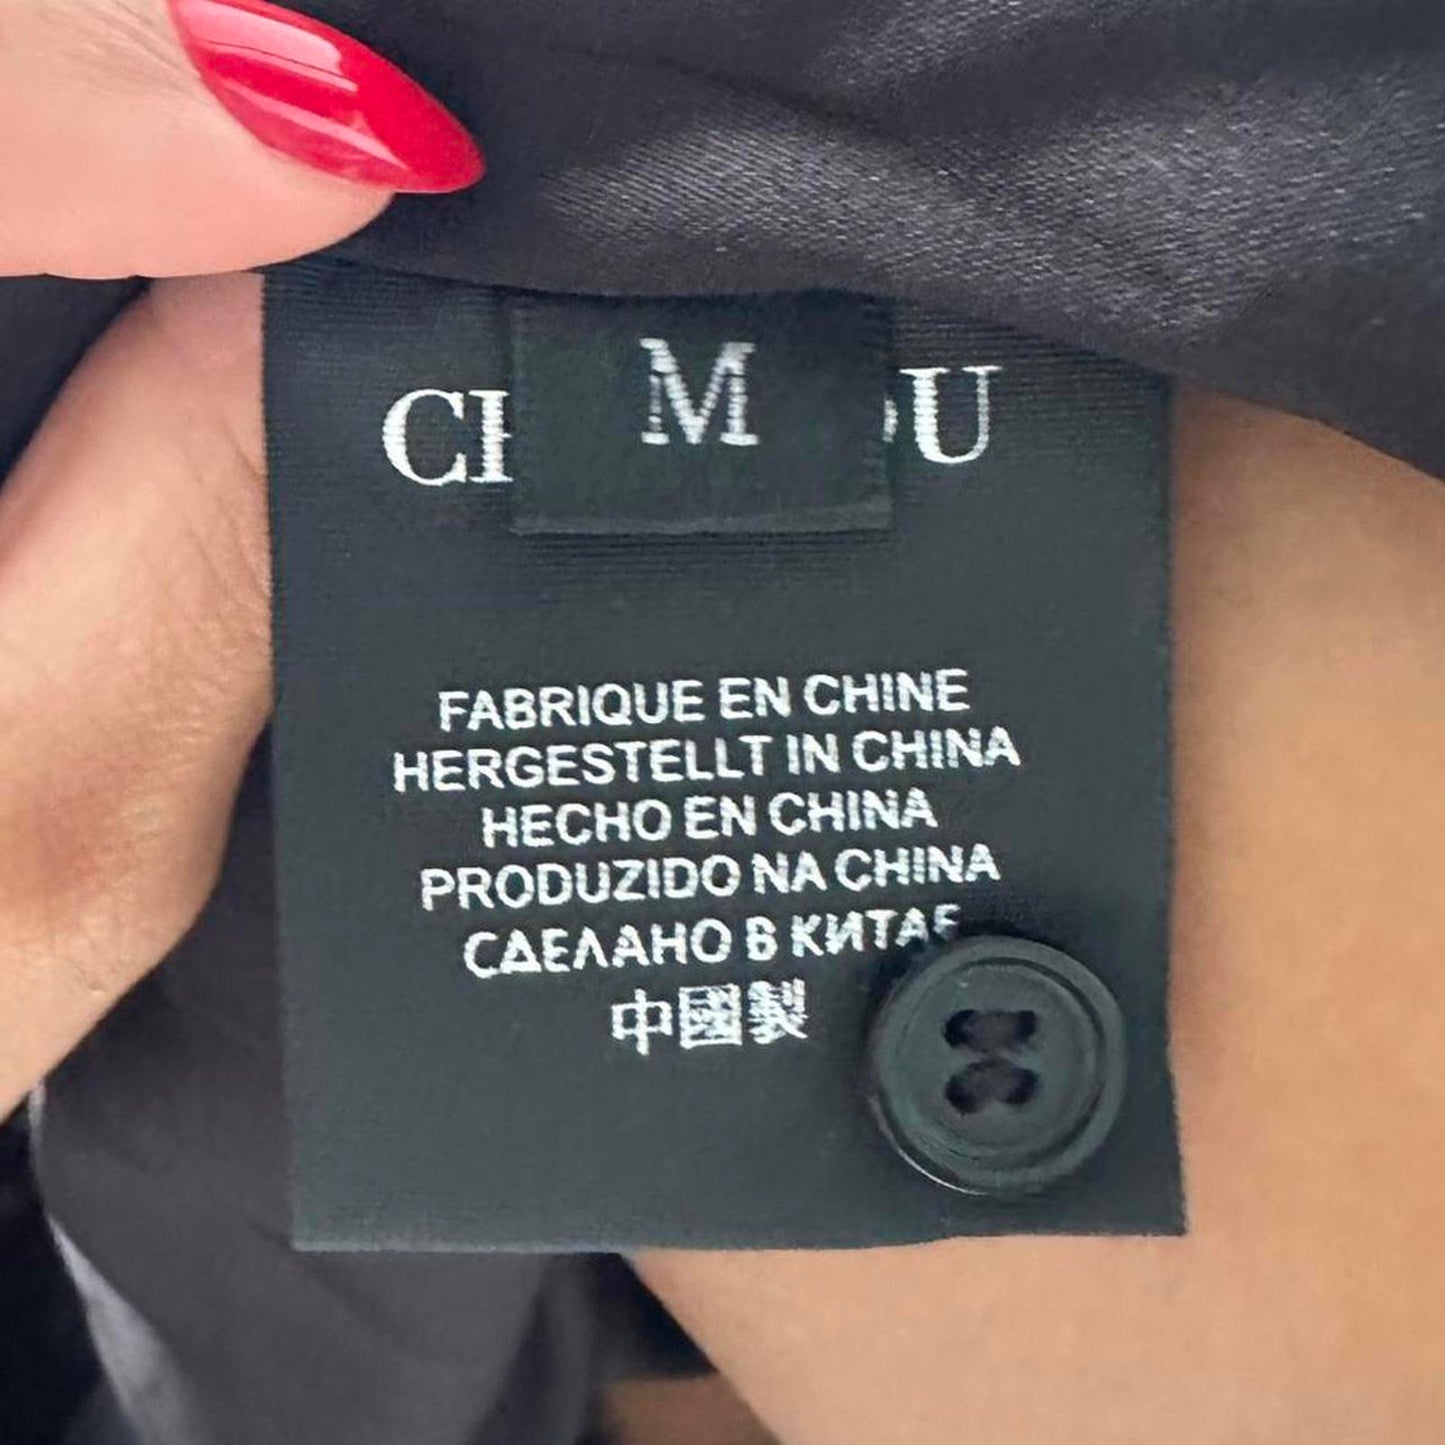 M
FABRIQUE EN CHINE
HERGESTELLT IN CHINA
HECHO EN CHINA
PRODUZIDO NA CHINA
СДЕЛАНО В КИТАЕ
中國製